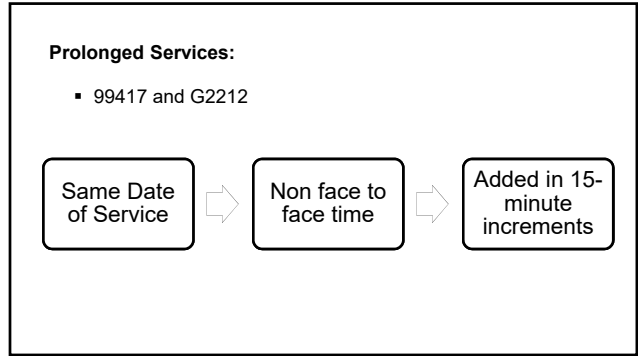 Prolonged Services:
▪ 99417 and G2212
Same Date
of Service
Non face to
face time
Added in 15-
minute
increments